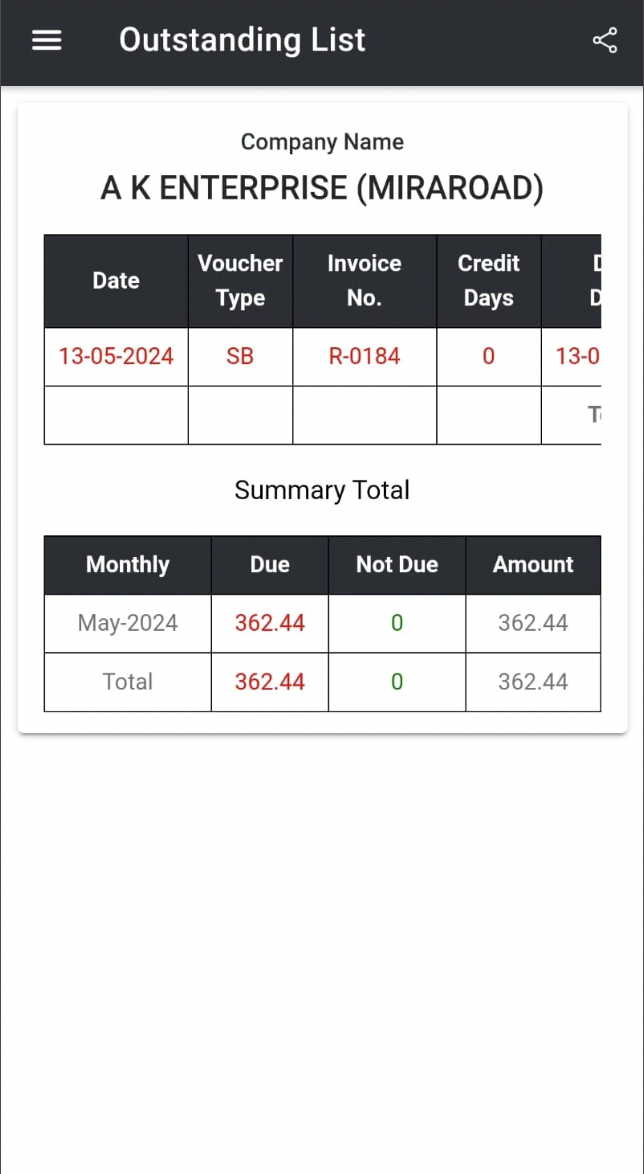 Outstanding List
Company Name
A K ENTERPRISE (MIRAROAD)
Date Voucher Type Invoice No. Credit Days
13-05-2024 SB R-0184 0 13-0
Summary Total
Monthly Due Not Due Amount
May-2024 362.44 0 362.44
Total 362.44 0 362.44